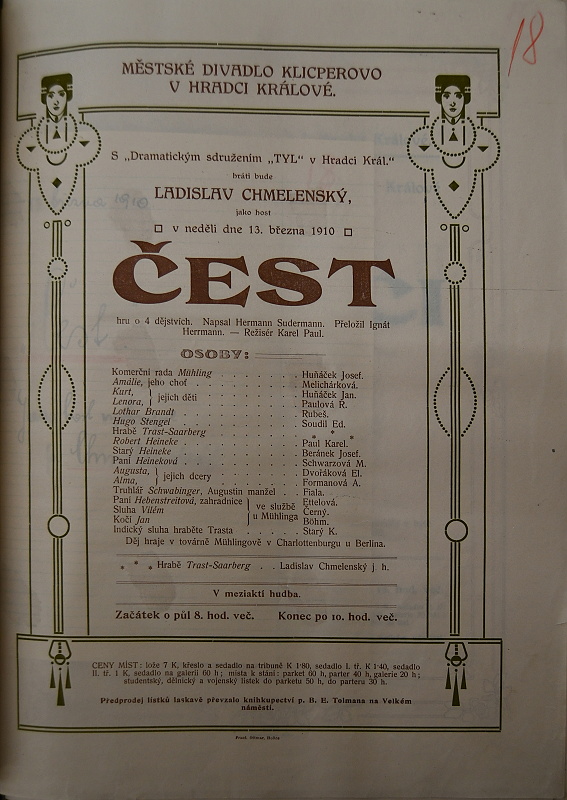 18
MĚSTSKÉ DIVADLO KLICPEROVO
V HRADCI KRÁLOVÉ.
S „Dramatickým sdružením „TYL“ v Hradci Král.“
hráti bude
LADISLAV CHMELENSKÝ,
jako host
v neděli dne 13. března 1910
ČEST
hru o 4 dějstvích. Napsal Hermann Sudermann. Přeložil Ignát
Herrmann. — Režisér Karel Paul.
OSOBY:
Komerční rada Mühling . . . . . . . Huňáček Josef.
Amálie, jeho choť . . . . . . . . Melichárková.
Kurt, } jejich děti . . . . . . . Huňáček Jan.
Lenora, } Paulová R.
Lothar Brandt . . . . . . . . . Rubeš.
Hugo Stengel . . . . . . . . . Soudil Ed.
Hrabě Trast-Saarberg . . . . . . . * * *
Robert Heineke . . . . . . . . . Paul Karel.
Starý Heineke . . . . . . . . . Beránek Josef.
Paní Heineková . . . . . . . . . Schwarzová M.
Augusta, } jejich dcery . . . . . . Dvořáková El.
Alma, } Formanová A.
Truhlář Schwabinger, Augustin manžel . . Fiala.
Paní Hebenstreitová, zahradnice } ve službě Ettelová.
Sluha Vilém } u Mühlinga Černý.
Kočí Jan } Böhm.
Indický sluha hraběte Trasta . . . . . Starý K.
Děj hraje v továrně Mühlingově v Charlottenburgu u Berlína.
* * * Hrabě Trast-Saarberg . . Ladislav Chmelenský j. h.
V meziaktí hudba.
Začátek o půl 8. hod. več. Konec po 10. hod. več.
CENY MÍST: lóže 7 K, křeslo a sedadlo na tribuně K 1·80, sedadlo I. tř. K 1·40, sedadlo
II. tř. 1 K, sedadlo na galerii 60 h; místa k stání: parket 60 h, parter 40 h, galerie 20 h;
studentský, dělnický a vojenský lístek do parketu 50 h, do parteru 30 h.
Předprodej lístků laskavě převzalo knihkupectví p. B. E. Tolmana na Velkém
náměstí.